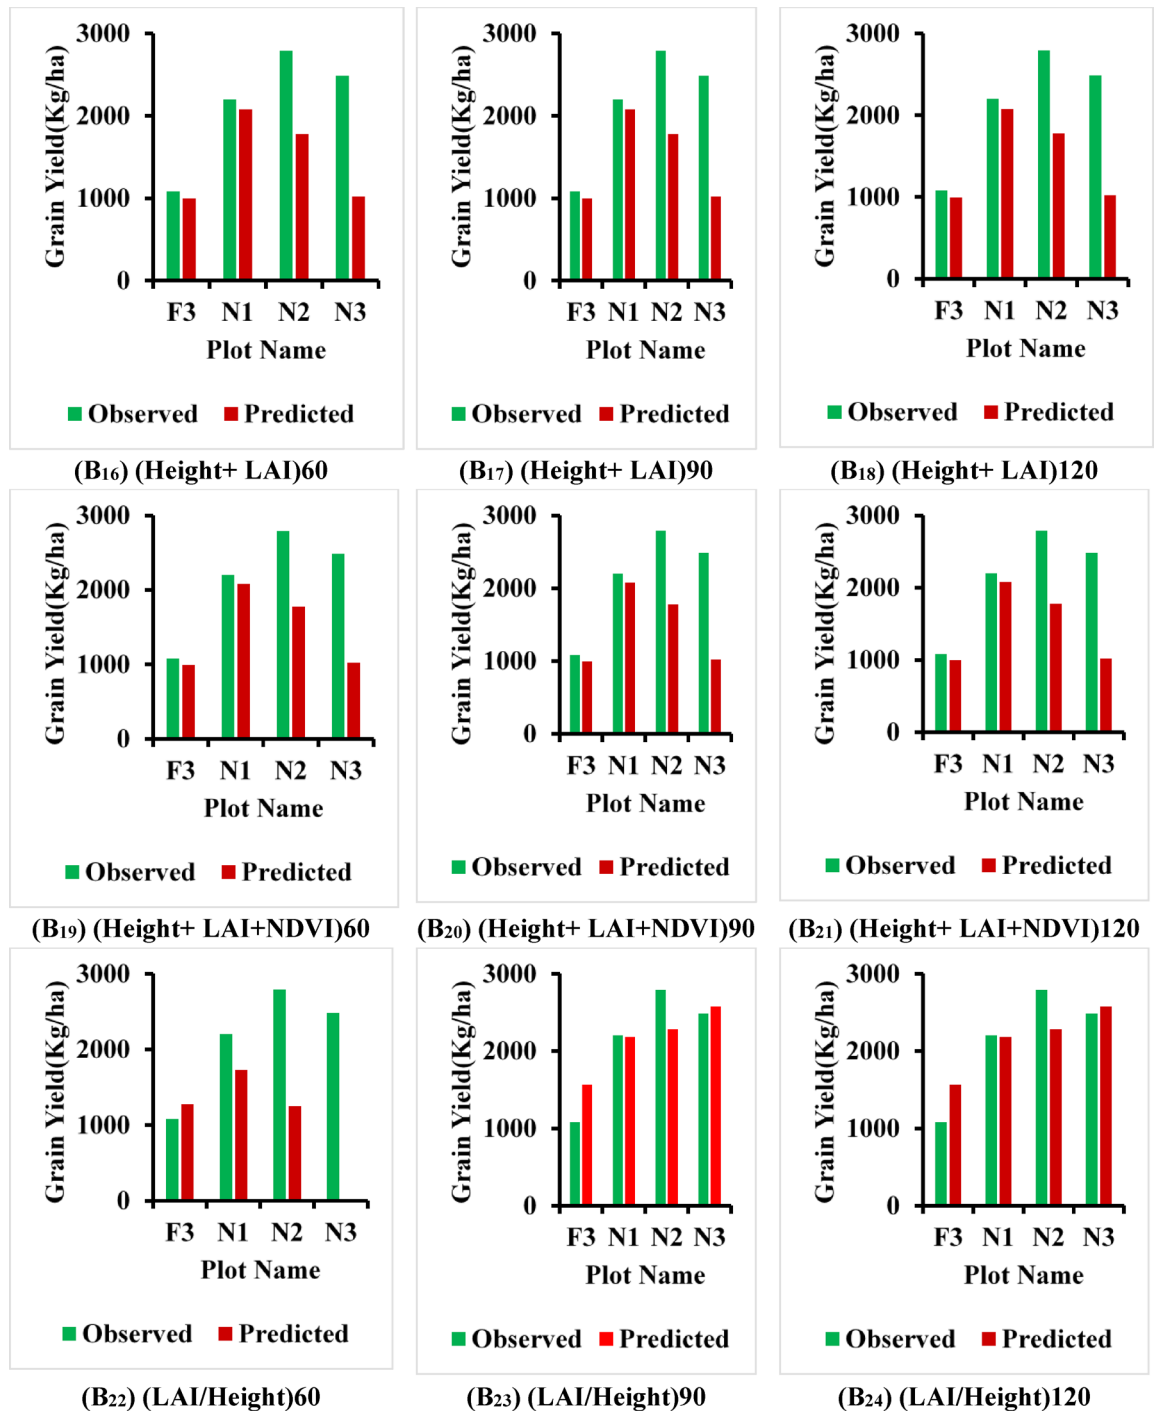 Grain Yield(Kg/ha)
3000
2000
1000
0
F3 N1 N2 N3
Plot Name
Observed Predicted
(B₁₆) (Height+ LAI)60
Grain Yield(Kg/ha)
3000
2000
1000
0
F3 N1 N2 N3
Plot Name
Observed Predicted
(B₁₇) (Height+ LAI)90
Grain Yield(Kg/ha)
3000
2000
1000
0
F3 N1 N2 N3
Plot Name
Observed Predicted
(B₁₈) (Height+ LAI)120
Grain Yield(Kg/ha)
3000
2000
1000
0
F3 N1 N2 N3
Plot Name
Observed Predicted
(B₁₉) (Height+ LAI+NDVI)60
Grain Yield(Kg/ha)
3000
2000
1000
0
F3 N1 N2 N3
Plot Name
Observed Predicted
(B₂₀) (Height+ LAI+NDVI)90
Grain Yield(Kg/ha)
3000
2000
1000
0
F3 N1 N2 N3
Plot Name
Observed Predicted
(B₂₁) (Height+ LAI+NDVI)120
Grain Yield(Kg/ha)
3000
2000
1000
0
F3 N1 N2 N3
Plot Name
Observed Predicted
(B₂₂) (LAI/Height)60
Grain Yield(Kg/ha)
3000
2000
1000
0
F3 N1 N2 N3
Plot Name
Observed Predicted
(B₂₃) (LAI/Height)90
Grain Yield(Kg/ha)
3000
2000
1000
0
F3 N1 N2 N3
Plot Name
Observed Predicted
(B₂₄) (LAI/Height)120